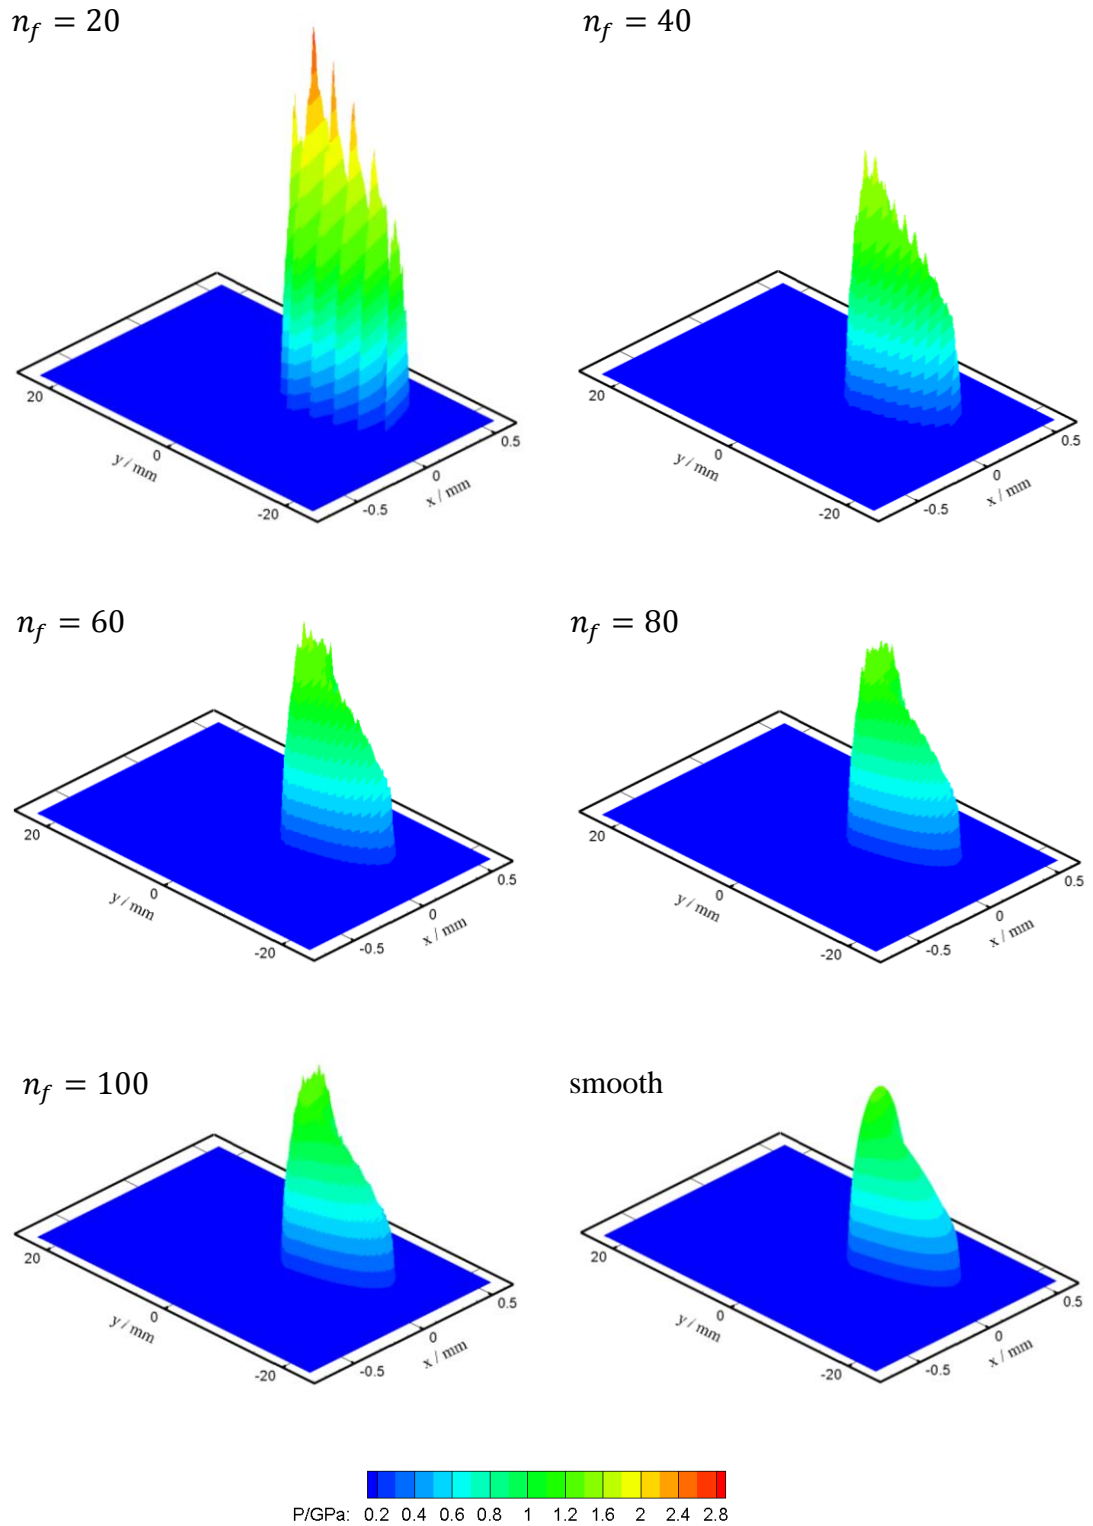 n_f = 20
n_f = 40
20
0
-20
y / mm
-0.5
0
0.5
x / mm
20
0
-20
y / mm
-0.5
0
0.5
x / mm
n_f = 60
n_f = 80
20
0
-20
y / mm
-0.5
0
0.5
x / mm
20
0
-20
y / mm
-0.5
0
0.5
x / mm
n_f = 100
smooth
20
0
-20
y / mm
-0.5
0
0.5
x / mm
20
0
-20
y / mm
-0.5
0
0.5
x / mm
P/GPa: 0.2 0.4 0.6 0.8 1 1.2 1.6 2 2.4 2.8